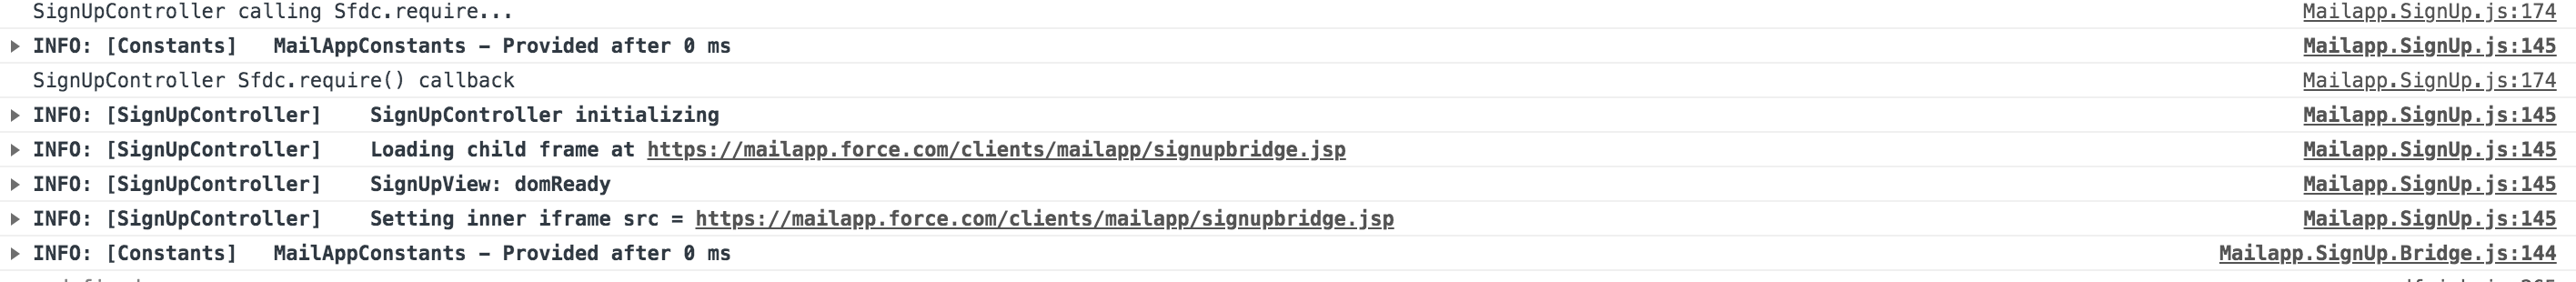 SignUpController calling Sfdc.require... Mailapp.SignUp.js:174
INFO: [Constants] MailAppConstants – Provided after 0 ms Mailapp.SignUp.js:145
SignUpController Sfdc.require() callback Mailapp.SignUp.js:174
INFO: [SignUpController] SignUpController initializing Mailapp.SignUp.js:145
INFO: [SignUpController] Loading child frame at https://mailapp.force.com/clients/mailapp/signupbridge.jsp Mailapp.SignUp.js:145
INFO: [SignUpController] SignUpView: domReady Mailapp.SignUp.js:145
INFO: [SignUpController] Setting inner iframe src = https://mailapp.force.com/clients/mailapp/signupbridge.jsp Mailapp.SignUp.js:145
INFO: [Constants] MailAppConstants – Provided after 0 ms Mailapp.SignUp.Bridge.js:144